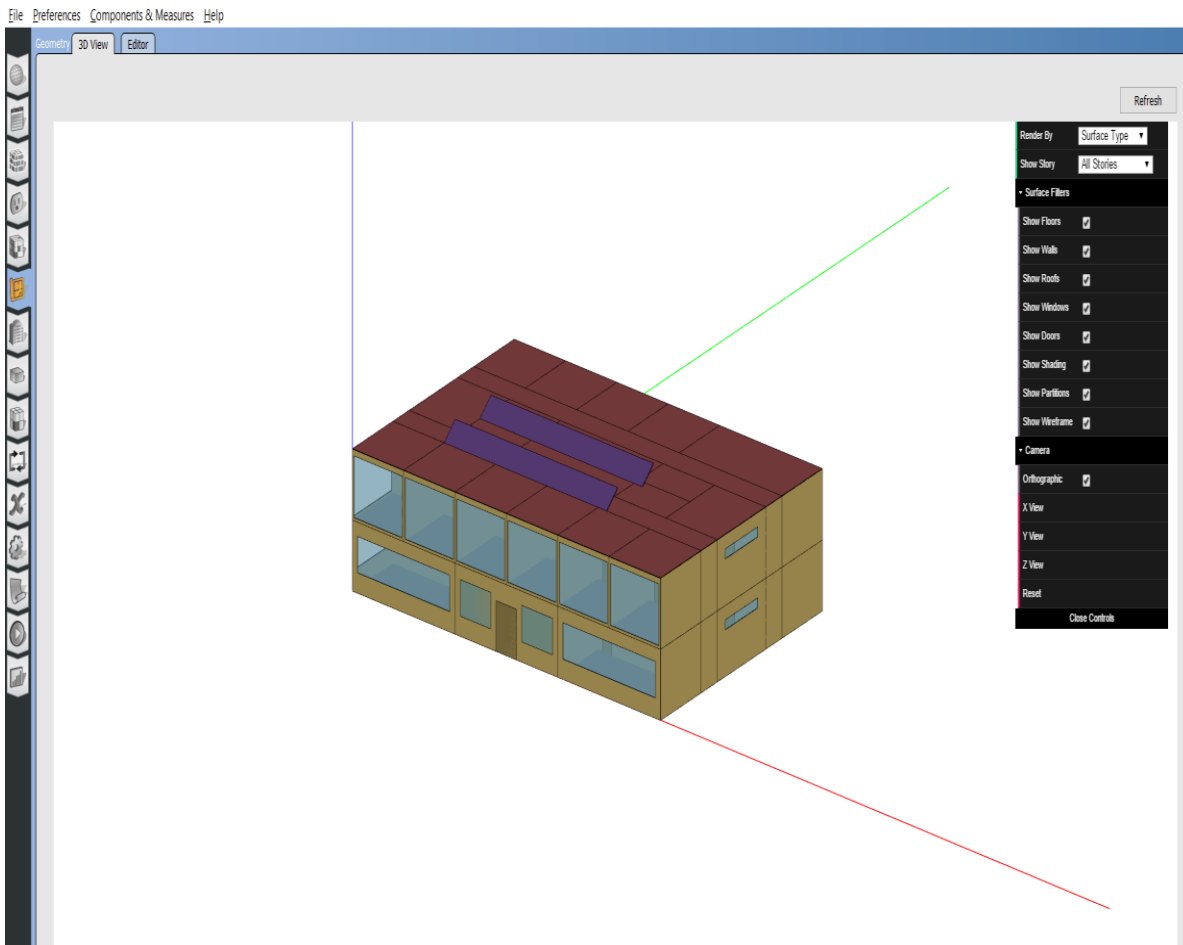 File Preferences Components & Measures Help
Geometry 3D View Editor
Refresh
Render By Surface Type
Show Story All Stories
Surface Filters
Show Floors
Show Walls
Show Roofs
Show Windows
Show Doors
Show Shading
Show Partitions
Show Wireframe
Camera
Orthographic
X View
Y View
Z View
Reset
Close Controls